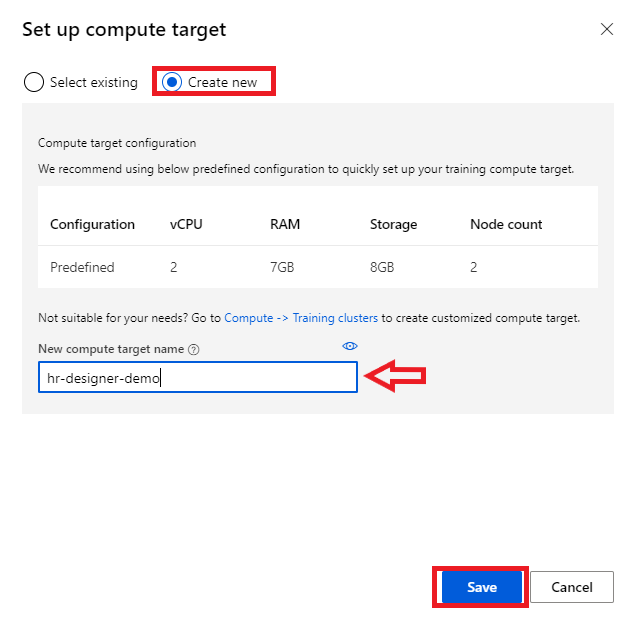 Set up compute target
Select existing Create new
Compute target configuration
We recommend using below predefined configuration to quickly set up your training compute target.
Configuration vCPU RAM Storage Node count
Predefined 2 7GB 8GB 2
Not suitable for your needs? Go to Compute -> Training clusters to create customized compute target.
New compute target name
hr-designer-demo
Save Cancel